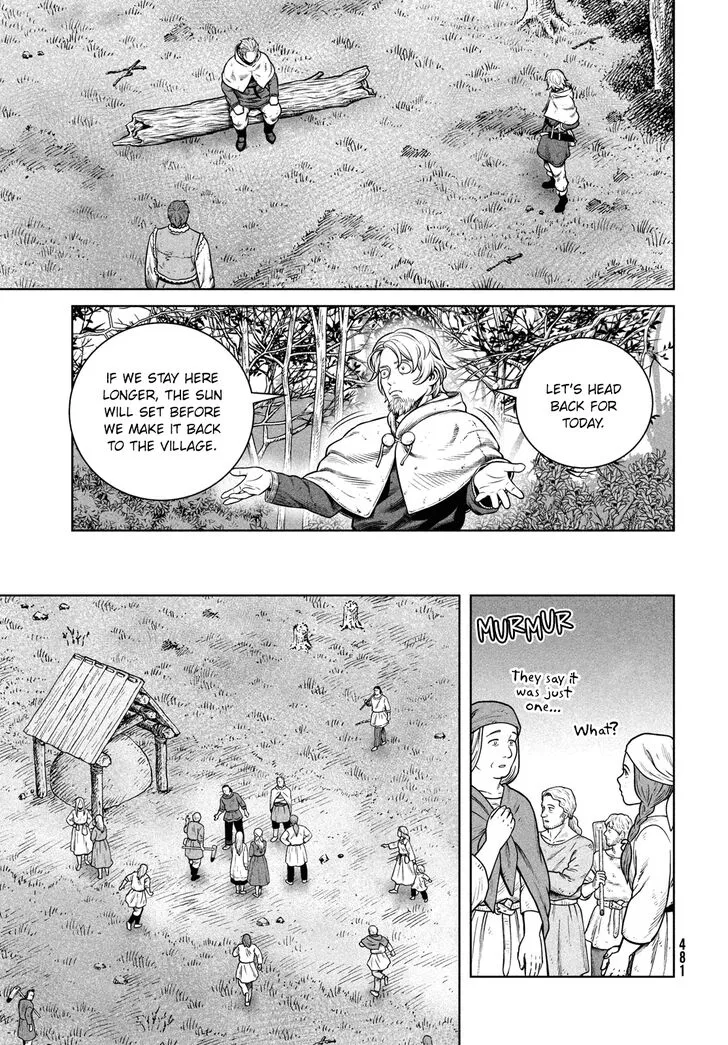 LET'S HEAD
BACK FOR
TODAY.
IF WE STAY HERE
LONGER, THE SUN
WILL SET BEFORE
WE MAKE IT BACK
TO THE VILLAGE.
MURMUR
They say it
was just
one...
What?
481